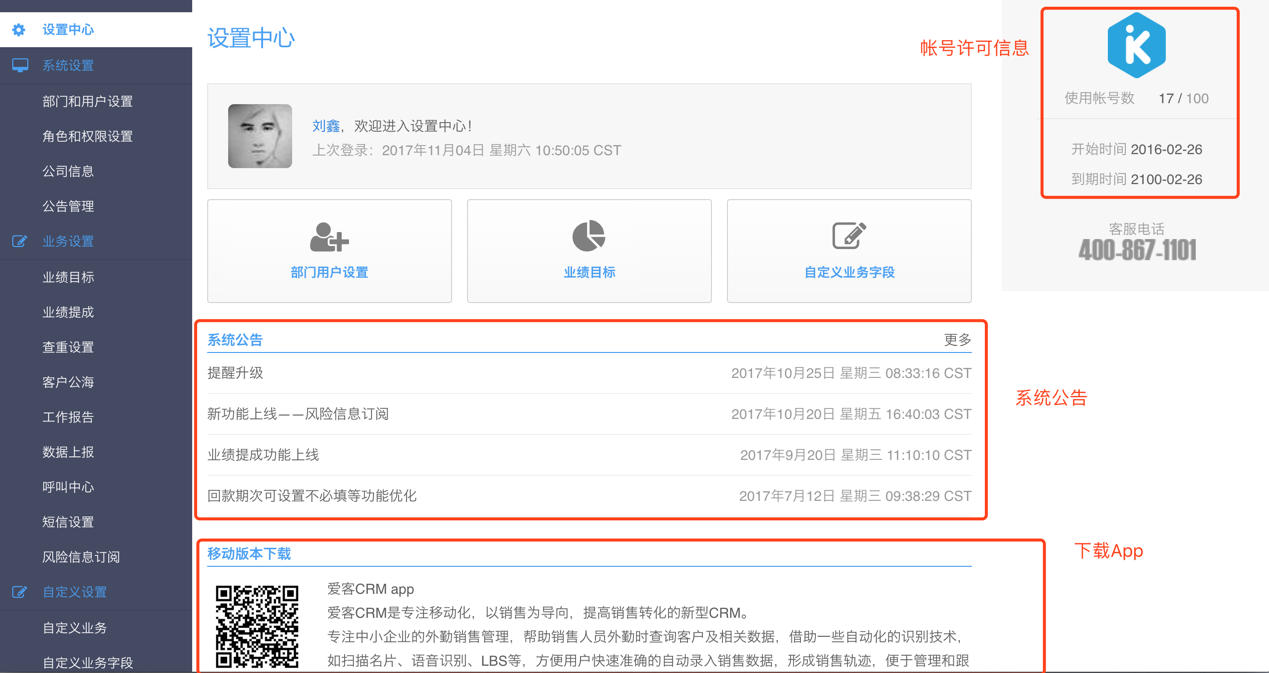 设置中心
系统设置
部门和用户设置
角色和权限设置
公司信息
公告管理
业务设置
业绩目标
业绩提成
查重设置
客户公海
工作报告
数据上报
呼叫中心
短信设置
风险信息订阅
自定义设置
自定义业务
自定义业务字段
设置中心
刘鑫，欢迎进入设置中心！
上次登录：2017年11月04日 星期六 10:50:05 CST
部门用户设置
业绩目标
自定义业务字段
系统公告 更多
提醒升级 2017年10月25日 星期三 08:33:16 CST
新功能上线——风险信息订阅 2017年10月20日 星期五 16:40:03 CST
业绩提成功能上线 2017年9月20日 星期三 11:10:10 CST
回款期次可设置不必填等功能优化 2017年7月12日 星期三 09:38:29 CST
移动版本下载
爱客CRM app
爱客CRM是专注移动化，以销售为导向，提高销售转化的新型CRM。
专注中小企业的外勤销售管理，帮助销售人员外勤时查询客户及相关数据，借助一些自动化的识别技术，
如扫描名片、语音识别、LBS等，方便用户快速准确的自动录入销售数据，形成销售轨迹，便于管理和跟
帐号许可信息
使用帐号数 17 / 100
开始时间 2016-02-26
到期时间 2100-02-26
客服电话
400-867-1101
系统公告
下载App